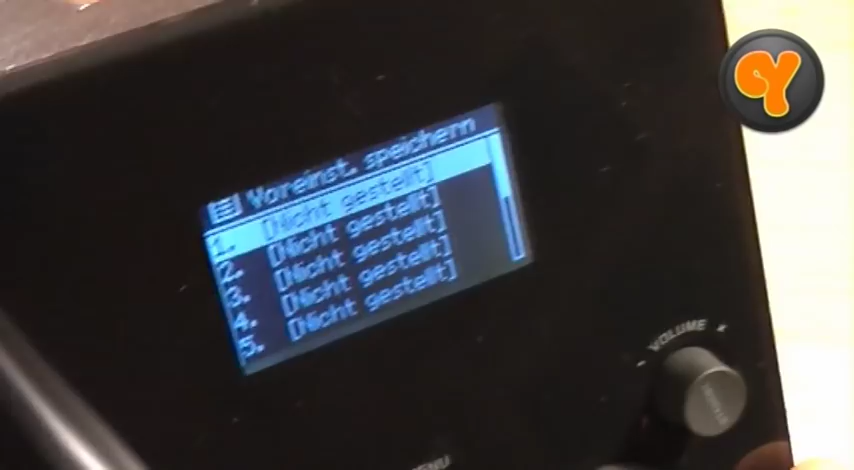 Voreinst. speichern
1. [Nicht gestellt]
2. [Nicht gestellt]
3. [Nicht gestellt]
4. [Nicht gestellt]
5. [Nicht gestellt]
- VOLUME +